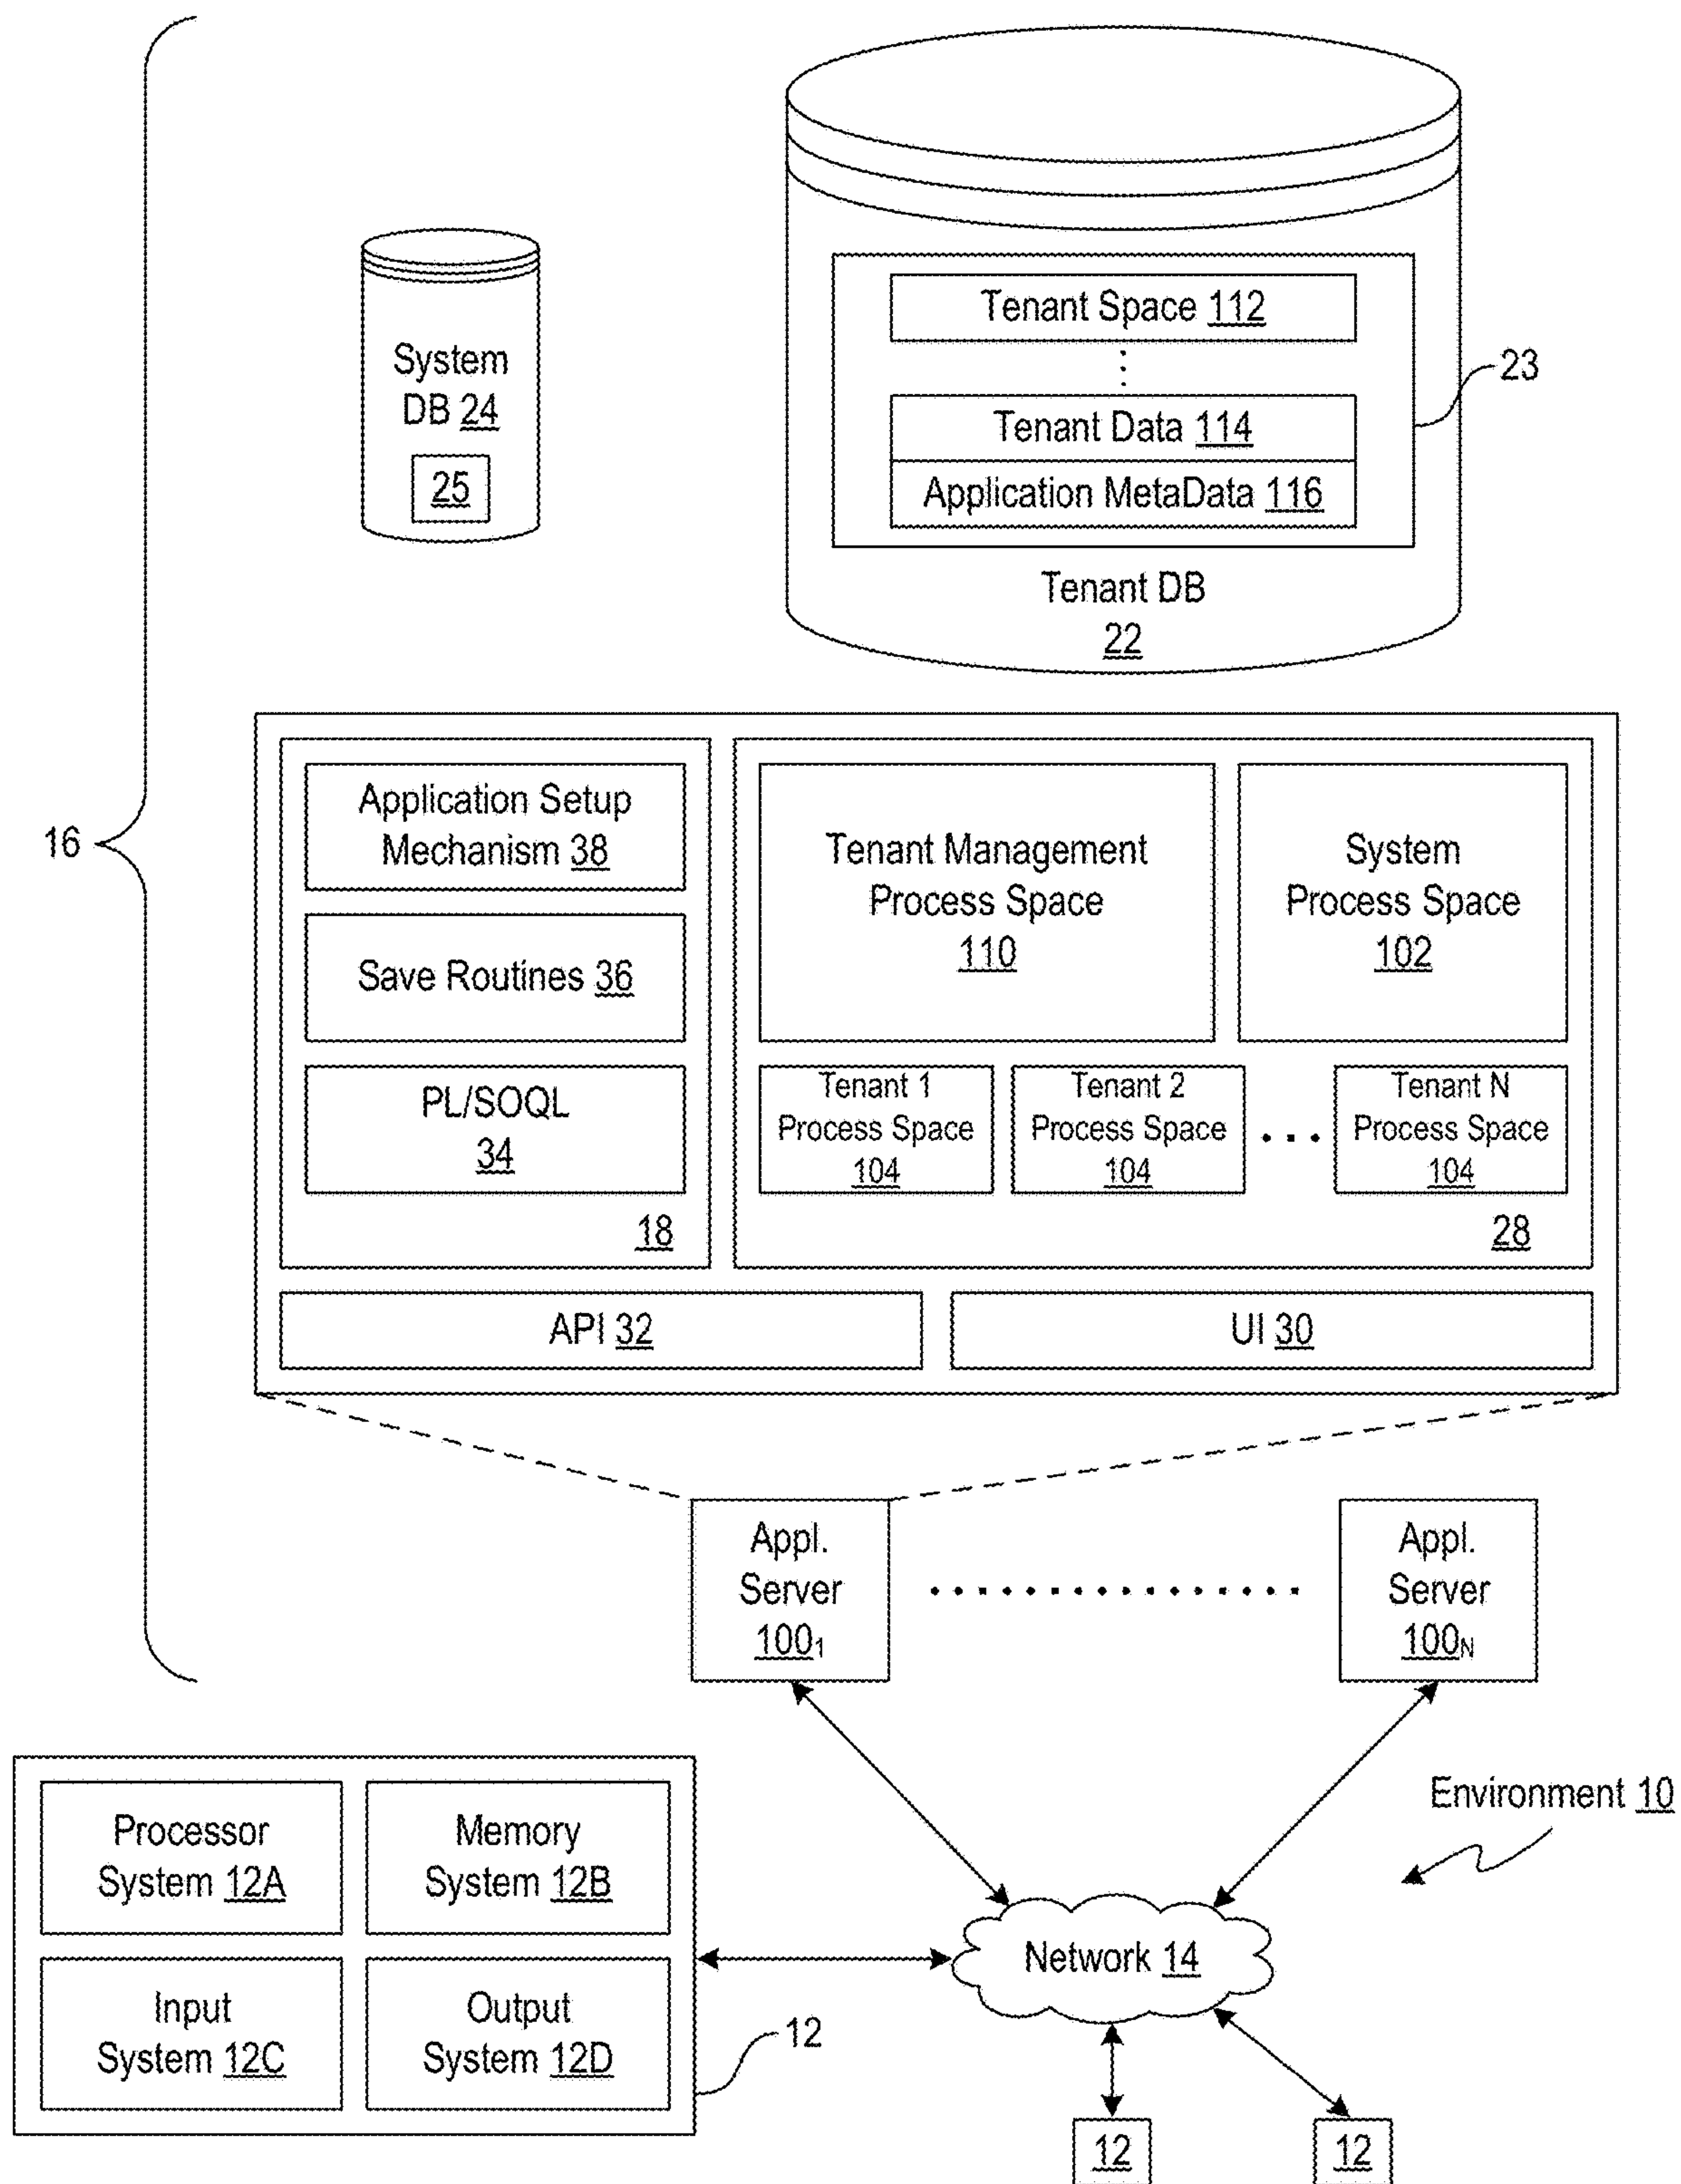 Tenant Space 112
System
DB 24
25
23
Tenant Data 114
Application MetaData 116
Tenant DB
22
16
Application Setup
Mechanism 38
Save Routines 36
PL/SOQL
34
18
Tenant Management
Process Space
110
System
Process Space
102
Tenant 1
Process Space
104
Tenant 2
Process Space
104
Tenant N
Process Space
104
28
API 32
UI 30
Appl.
Server
100₁
Appl.
Server
100N
Environment 10
Processor
System 12A
Memory
System 12B
Input
System 12C
Output
System 12D
12
Network 14
12
12